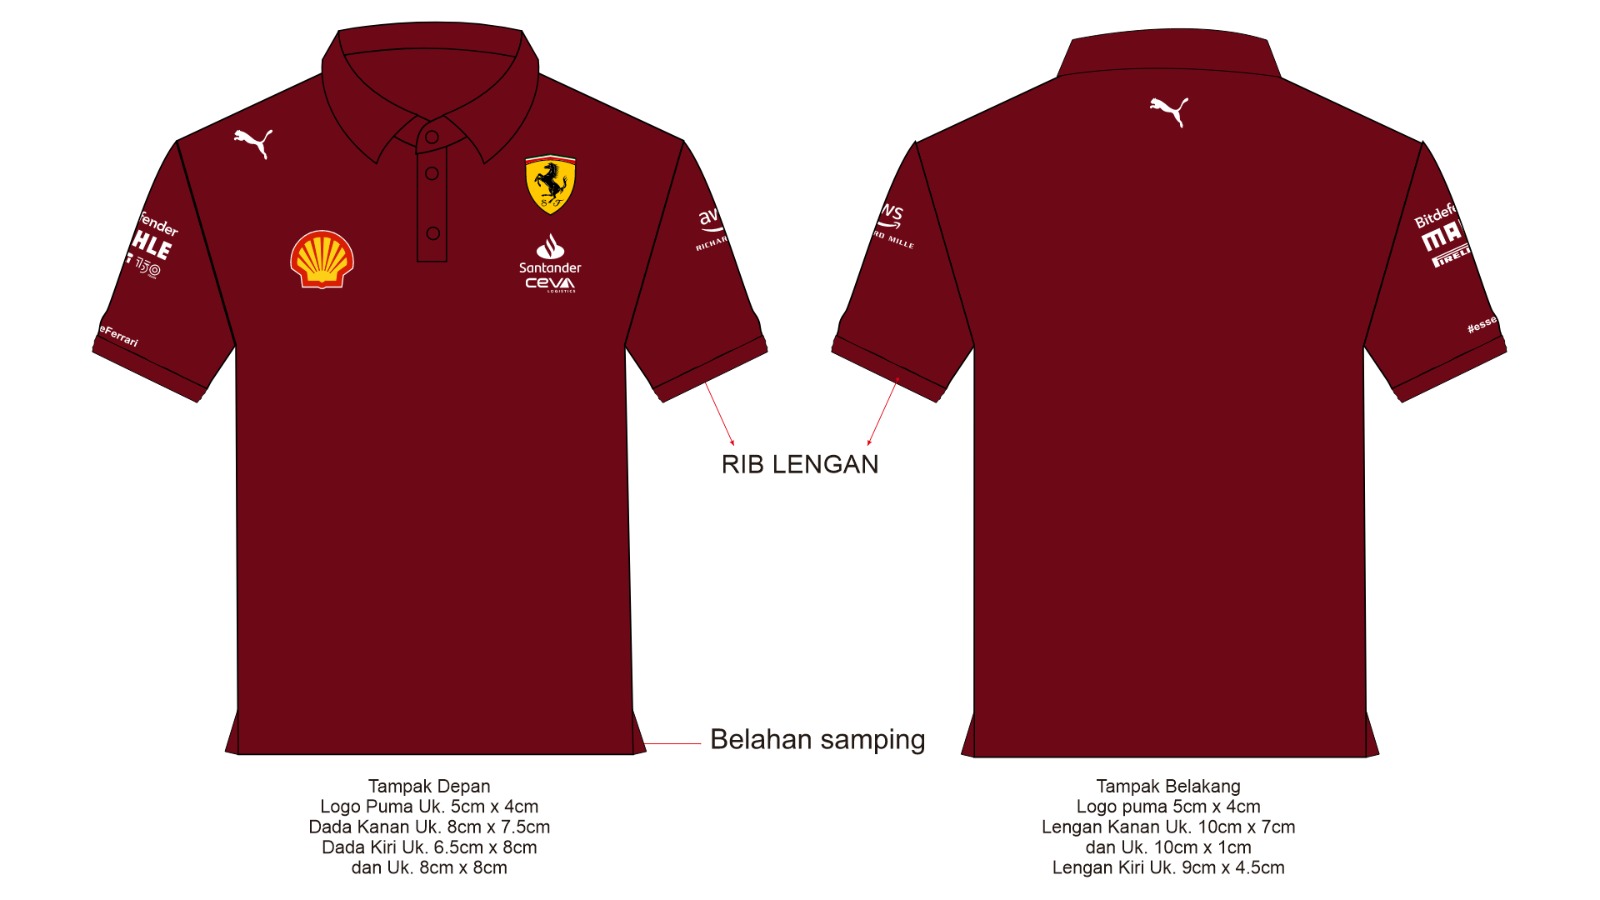 Santander
CEVA
LOGISTICS
fender
HLE
150
eFerrari
aw
RICHAR
WS
RD MILLE
Bitdefe
MA
PIRELL
#esse
RIB LENGAN
Belahan samping
Tampak Depan
Logo Puma Uk. 5cm x 4cm
Dada Kanan Uk. 8cm x 7.5cm
Dada Kiri Uk. 6.5cm x 8cm
dan Uk. 8cm x 8cm
Tampak Belakang
Logo puma 5cm x 4cm
Lengan Kanan Uk. 10cm x 7cm
dan Uk. 10cm x 1cm
Lengan Kiri Uk. 9cm x 4.5cm